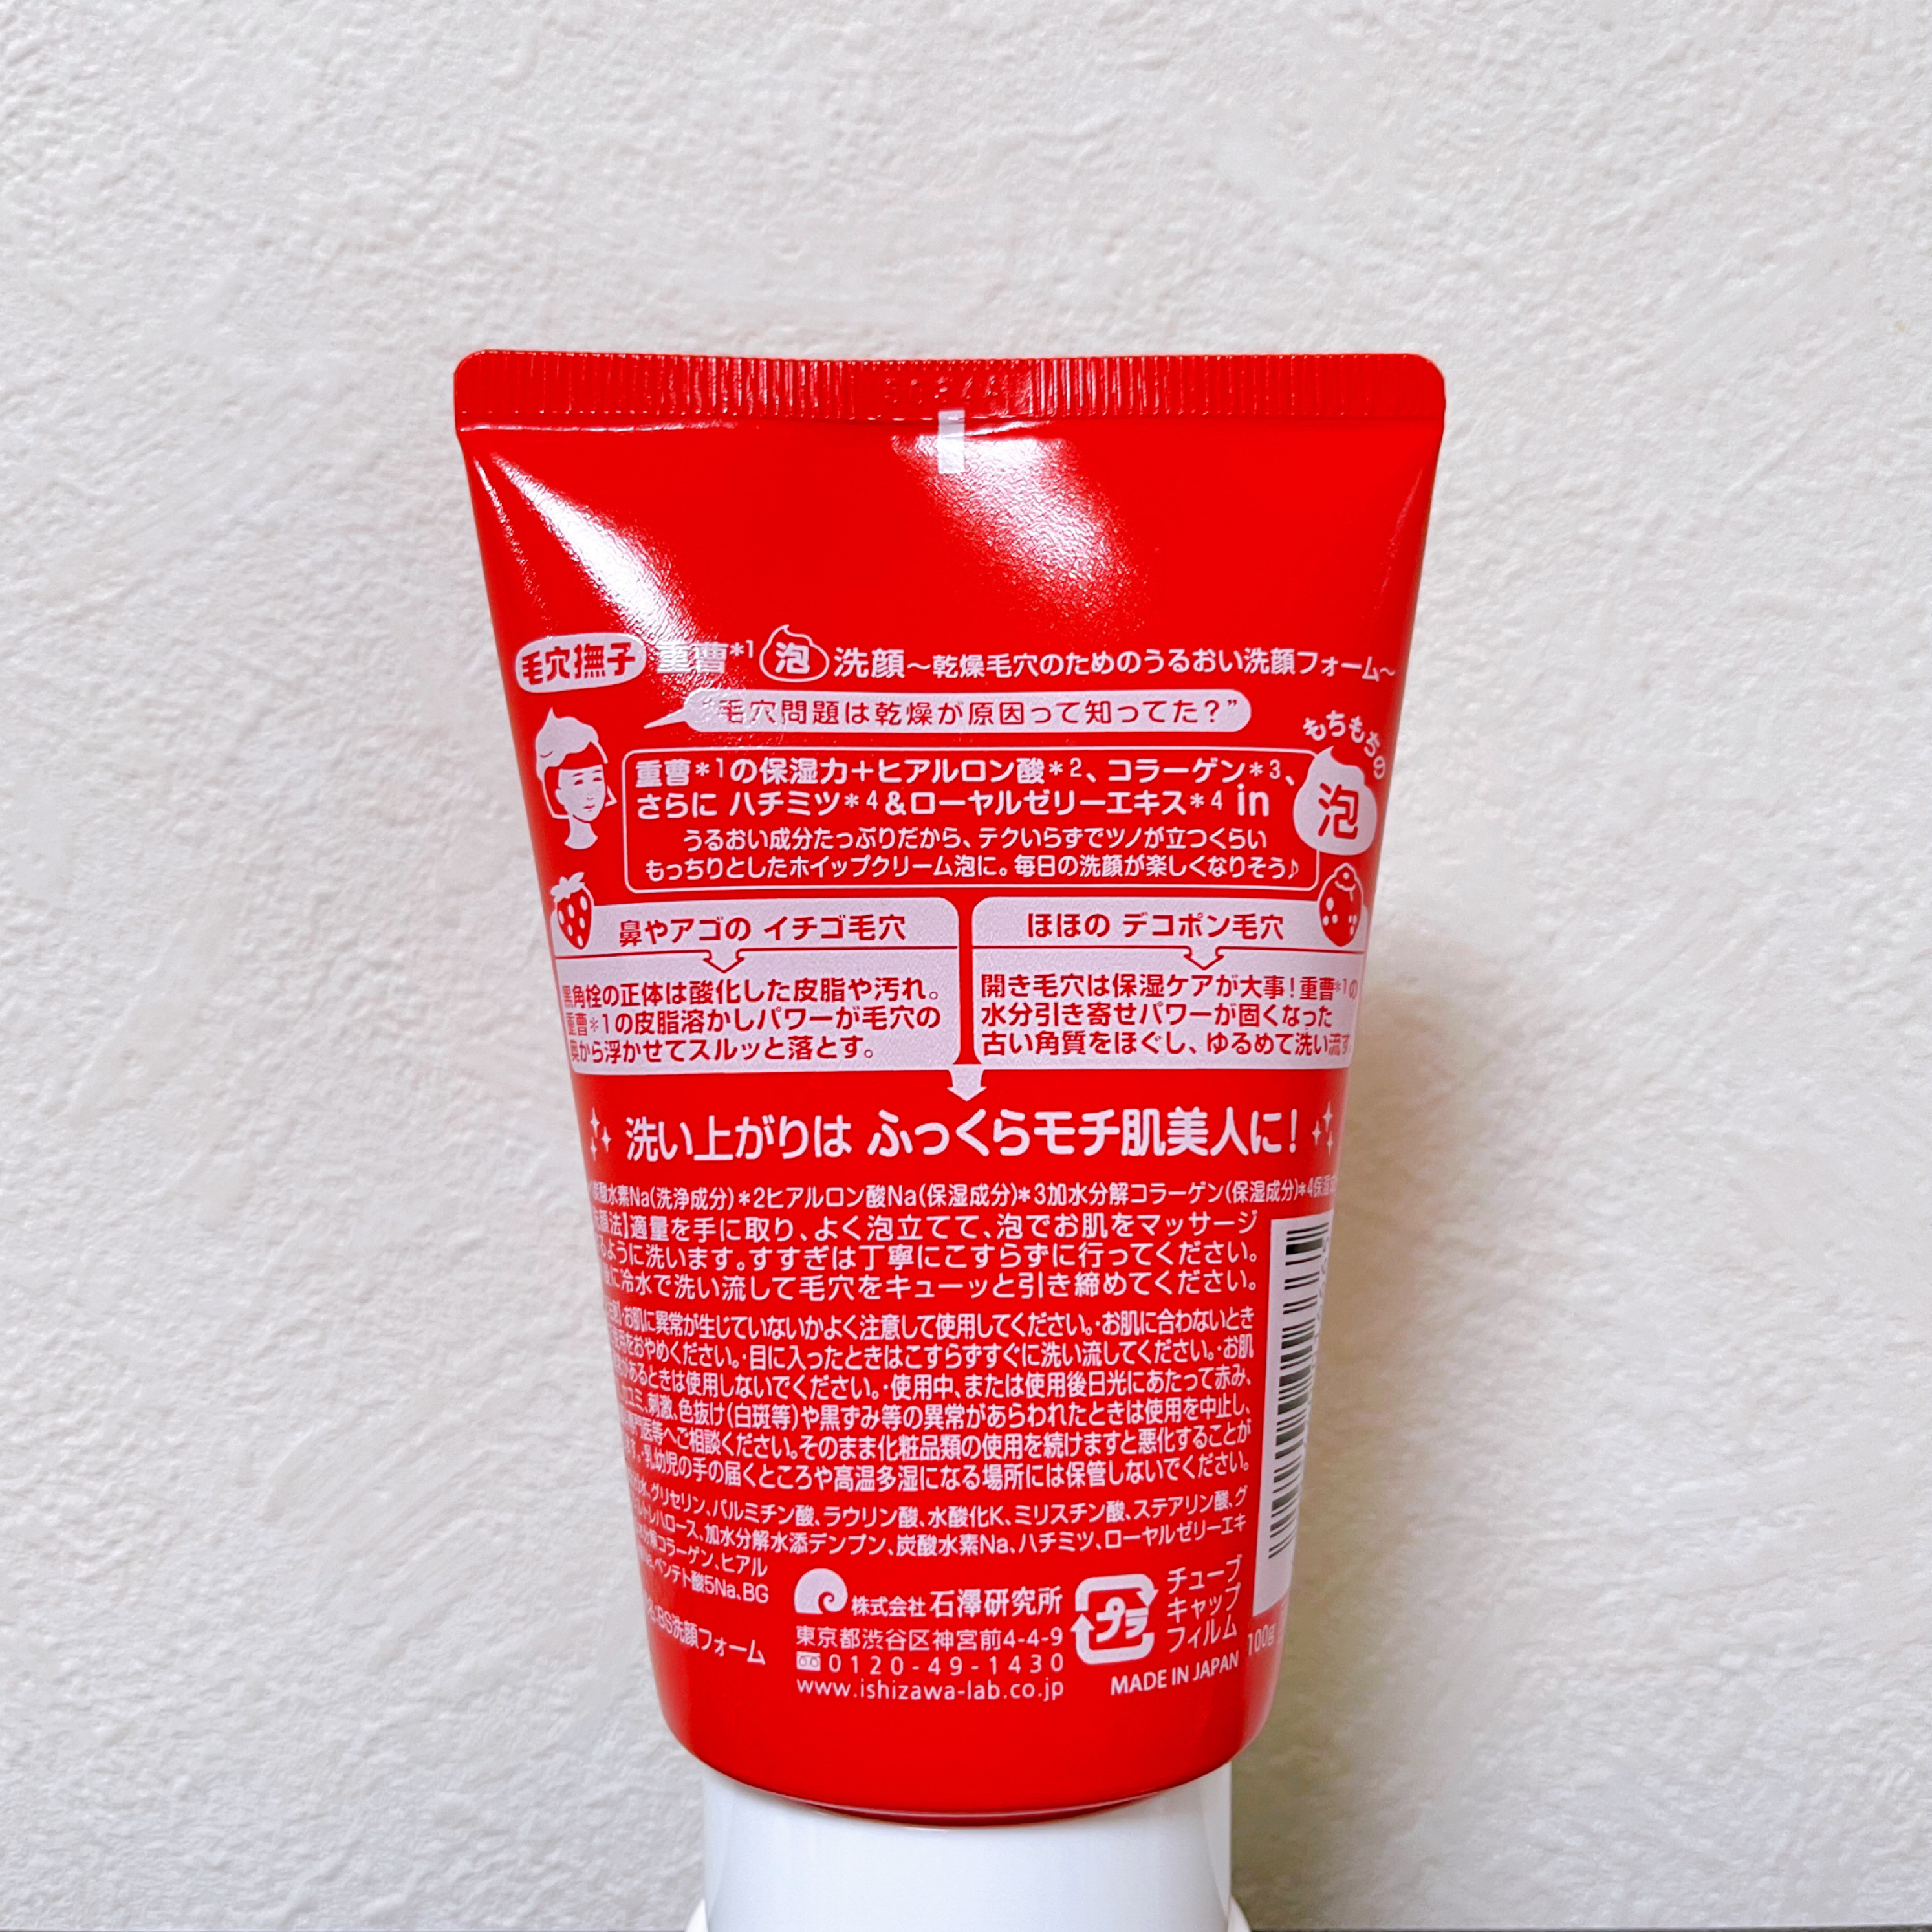 毛穴撫子 重曹*1 泡 洗顔～乾燥毛穴のためのうるおい洗顔フォーム～
“毛穴問題は乾燥が原因って知ってた？”
もちもちの
泡
重曹*1の保湿力+ヒアルロン酸*2、コラーゲン*3、
さらに ハチミツ*4&ローヤルゼリーエキス*4 in
うるおい成分たっぷりだから、テクいらずでツノが立つくらい
もっちりとしたホイップクリーム泡に。毎日の洗顔が楽しくなりそう♪
鼻やアゴの イチゴ毛穴
黒角栓の正体は酸化した皮脂や汚れ。
重曹*1の皮脂溶かしパワーが毛穴の
奥から浮かせてスルッと落とす。
ほほの デコポン毛穴
開き毛穴は保湿ケアが大事！重曹*1の
水分引き寄せパワーが固くなった
古い角質をほぐし、ゆるめて洗い流す
洗い上がりは ふっくらモチ肌美人に！
炭酸水素Na(洗浄成分)*2ヒアルロン酸Na(保湿成分)*3加水分解コラーゲン(保湿成分)*4保湿
洗顔法】適量を手に取り、よく泡立てて、泡でお肌をマッサージ
るように洗います。すすぎは丁寧にこすらずに行ってください。
に冷水で洗い流して毛穴をキューッと引き締めてください。
・お肌に異常が生じていないかよく注意して使用してください。・お肌に合わないとき
使用をおやめください。・目に入ったときはこすらずすぐに洗い流してください。・お肌
があるときは使用しないでください。・使用中、または使用後日光にあたって赤み、
カユミ、刺激、色抜け(白斑等)や黒ずみ等の異常があらわれたときは使用を中止し、
専門医等へご相談ください。そのまま化粧品類の使用を続けますと悪化することが
す。・乳幼児の手の届くところや高温多湿になる場所には保管しないでください。
水、グリセリン、パルミチン酸、ラウリン酸、水酸化K、ミリスチン酸、ステアリン酸、グ
トレハロース、加水分解水添デンプン、炭酸水素Na、ハチミツ、ローヤルゼリーエキ
水分解コラーゲン、ヒアル
ペンテト酸5Na、BG
BS洗顔フォーム
株式会社 石澤研究所
東京都渋谷区神宮前4-4-9
0120-49-1430
www.ishizawa-lab.co.jp
プラ
チューブ
キャップ
フィルム
MADE IN JAPAN
100g